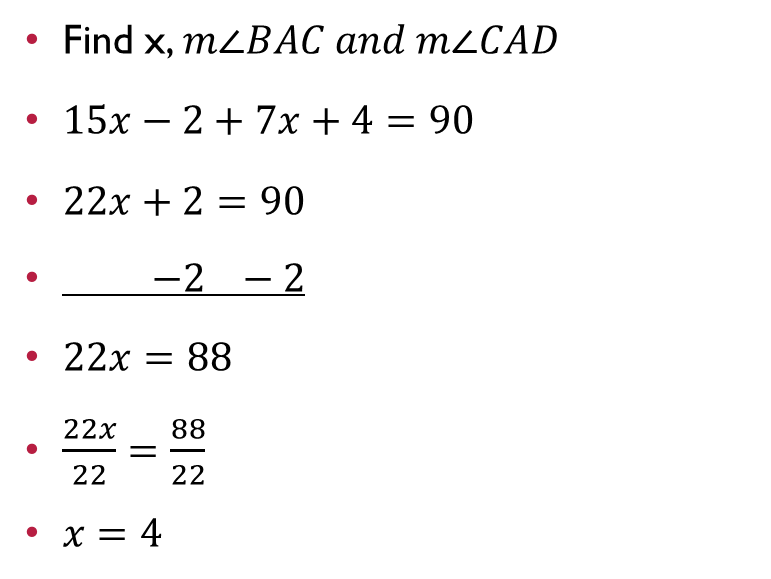 • Find x, m∠BAC and m∠CAD
• 15x − 2 + 7x + 4 = 90
• 22x + 2 = 90
• −2 − 2
• 22x = 88
• 22x/22 = 88/22
• x = 4